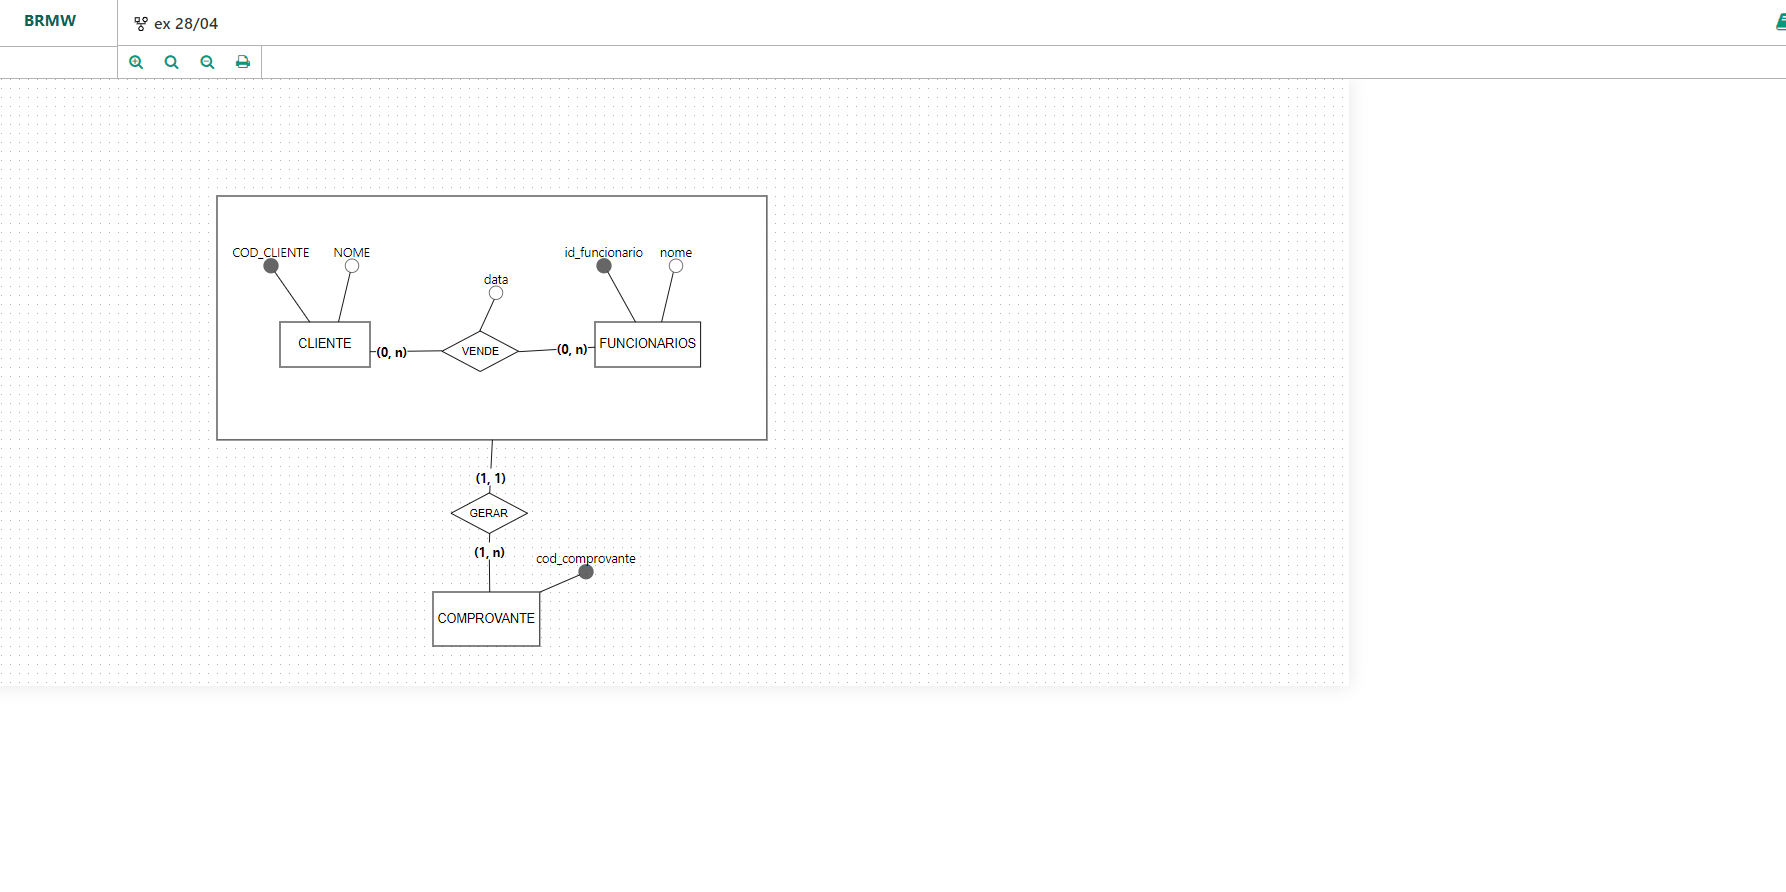 BRMW
ex 28/04
COD_CLIENTE NOME
id_funcionario nome
data
CLIENTE
(0, n)
VENDE
(0, n)
FUNCIONARIOS
(1, 1)
GERAR
(1, n)
cod_comprovante
COMPROVANTE